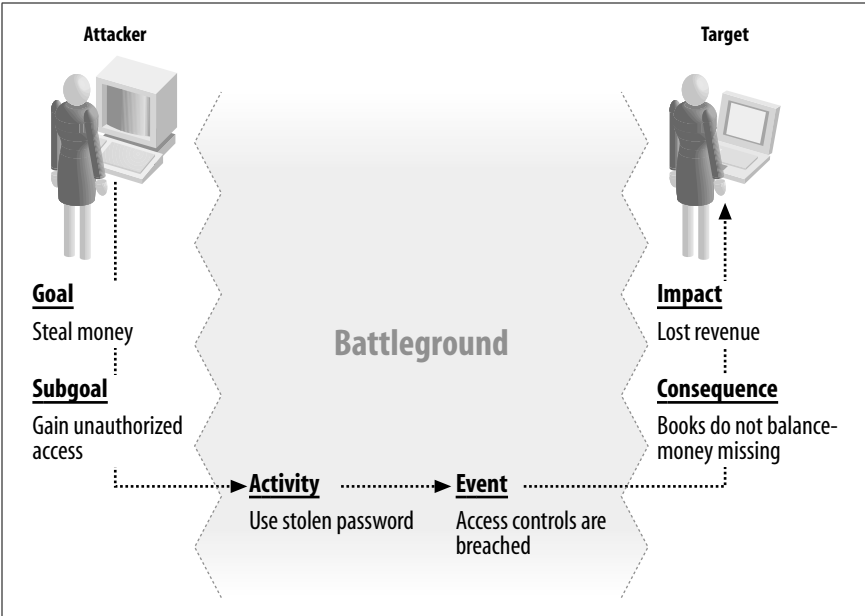 Attacker
Target
Goal
Steal money
Subgoal
Gain unauthorized
access
Battleground
Activity
Use stolen password
Event
Access controls are
breached
Impact
Lost revenue
Consequence
Books do not balance-
money missing